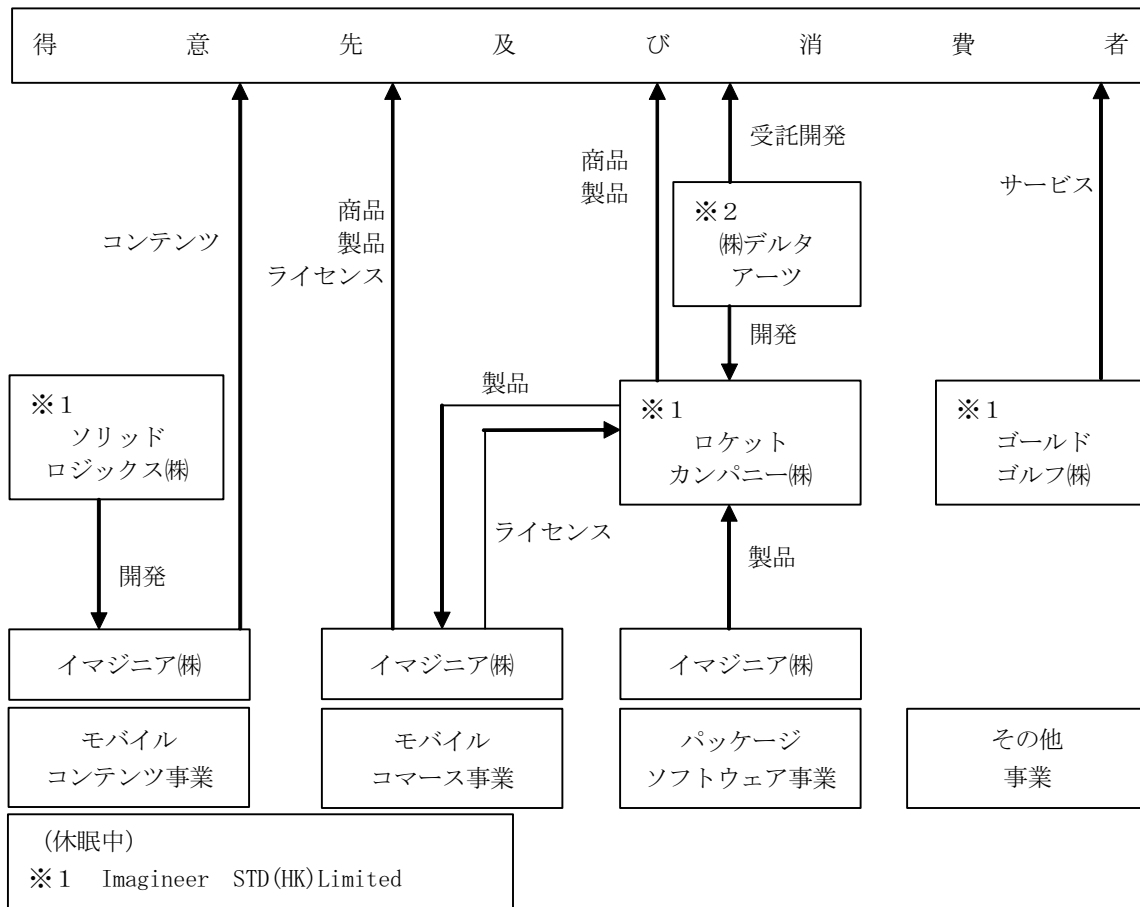 得意先及び消費者
受託開発
商品
製品
サービス
※2
㈱デルタ
アーツ
商品
製品
ライセンス
コンテンツ
開発
製品
※1
ソリッド
ロジックス㈱
※1
ロケット
カンパニー㈱
※1
ゴールド
ゴルフ㈱
ライセンス
製品
開発
イマジニア㈱
イマジニア㈱
イマジニア㈱
モバイル
コンテンツ事業
モバイル
コマース事業
パッケージ
ソフトウェア事業
その他
事業
(休眠中)
※1 Imagineer STD(HK)Limited